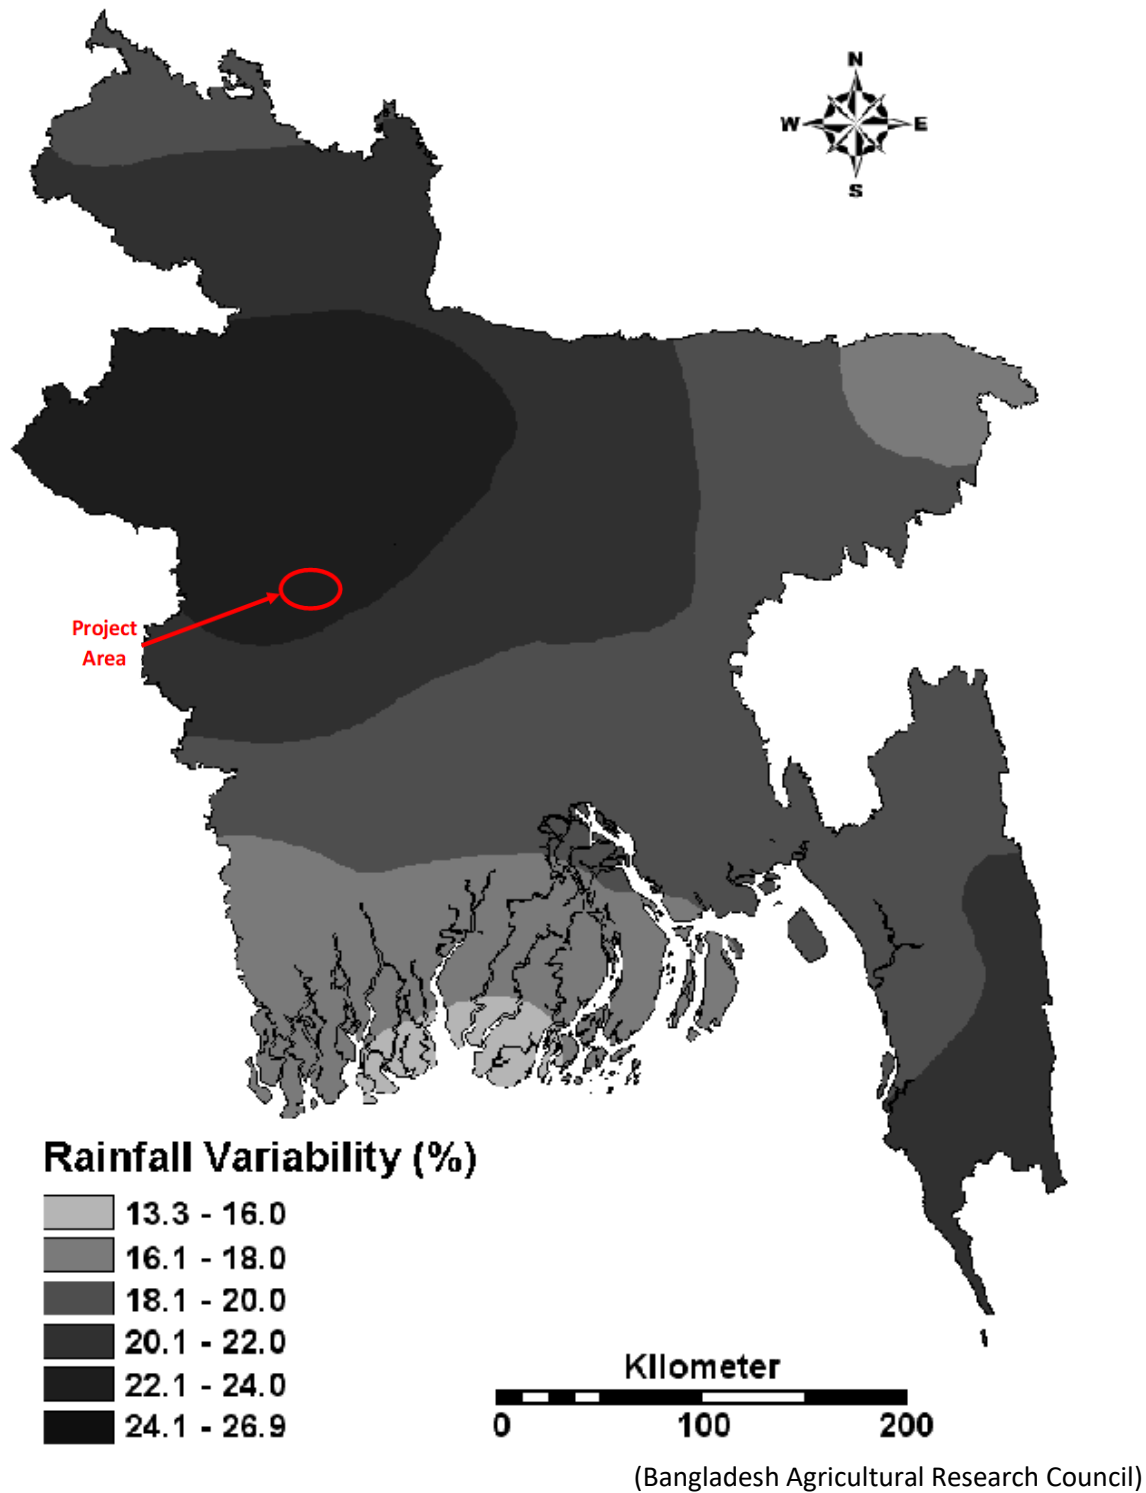 N
W E
S
Project
Area
Rainfall Variability (%)
13.3 - 16.0
16.1 - 18.0
18.1 - 20.0
20.1 - 22.0
22.1 - 24.0
24.1 - 26.9
KIlometer
0 100 200
(Bangladesh Agricultural Research Council)